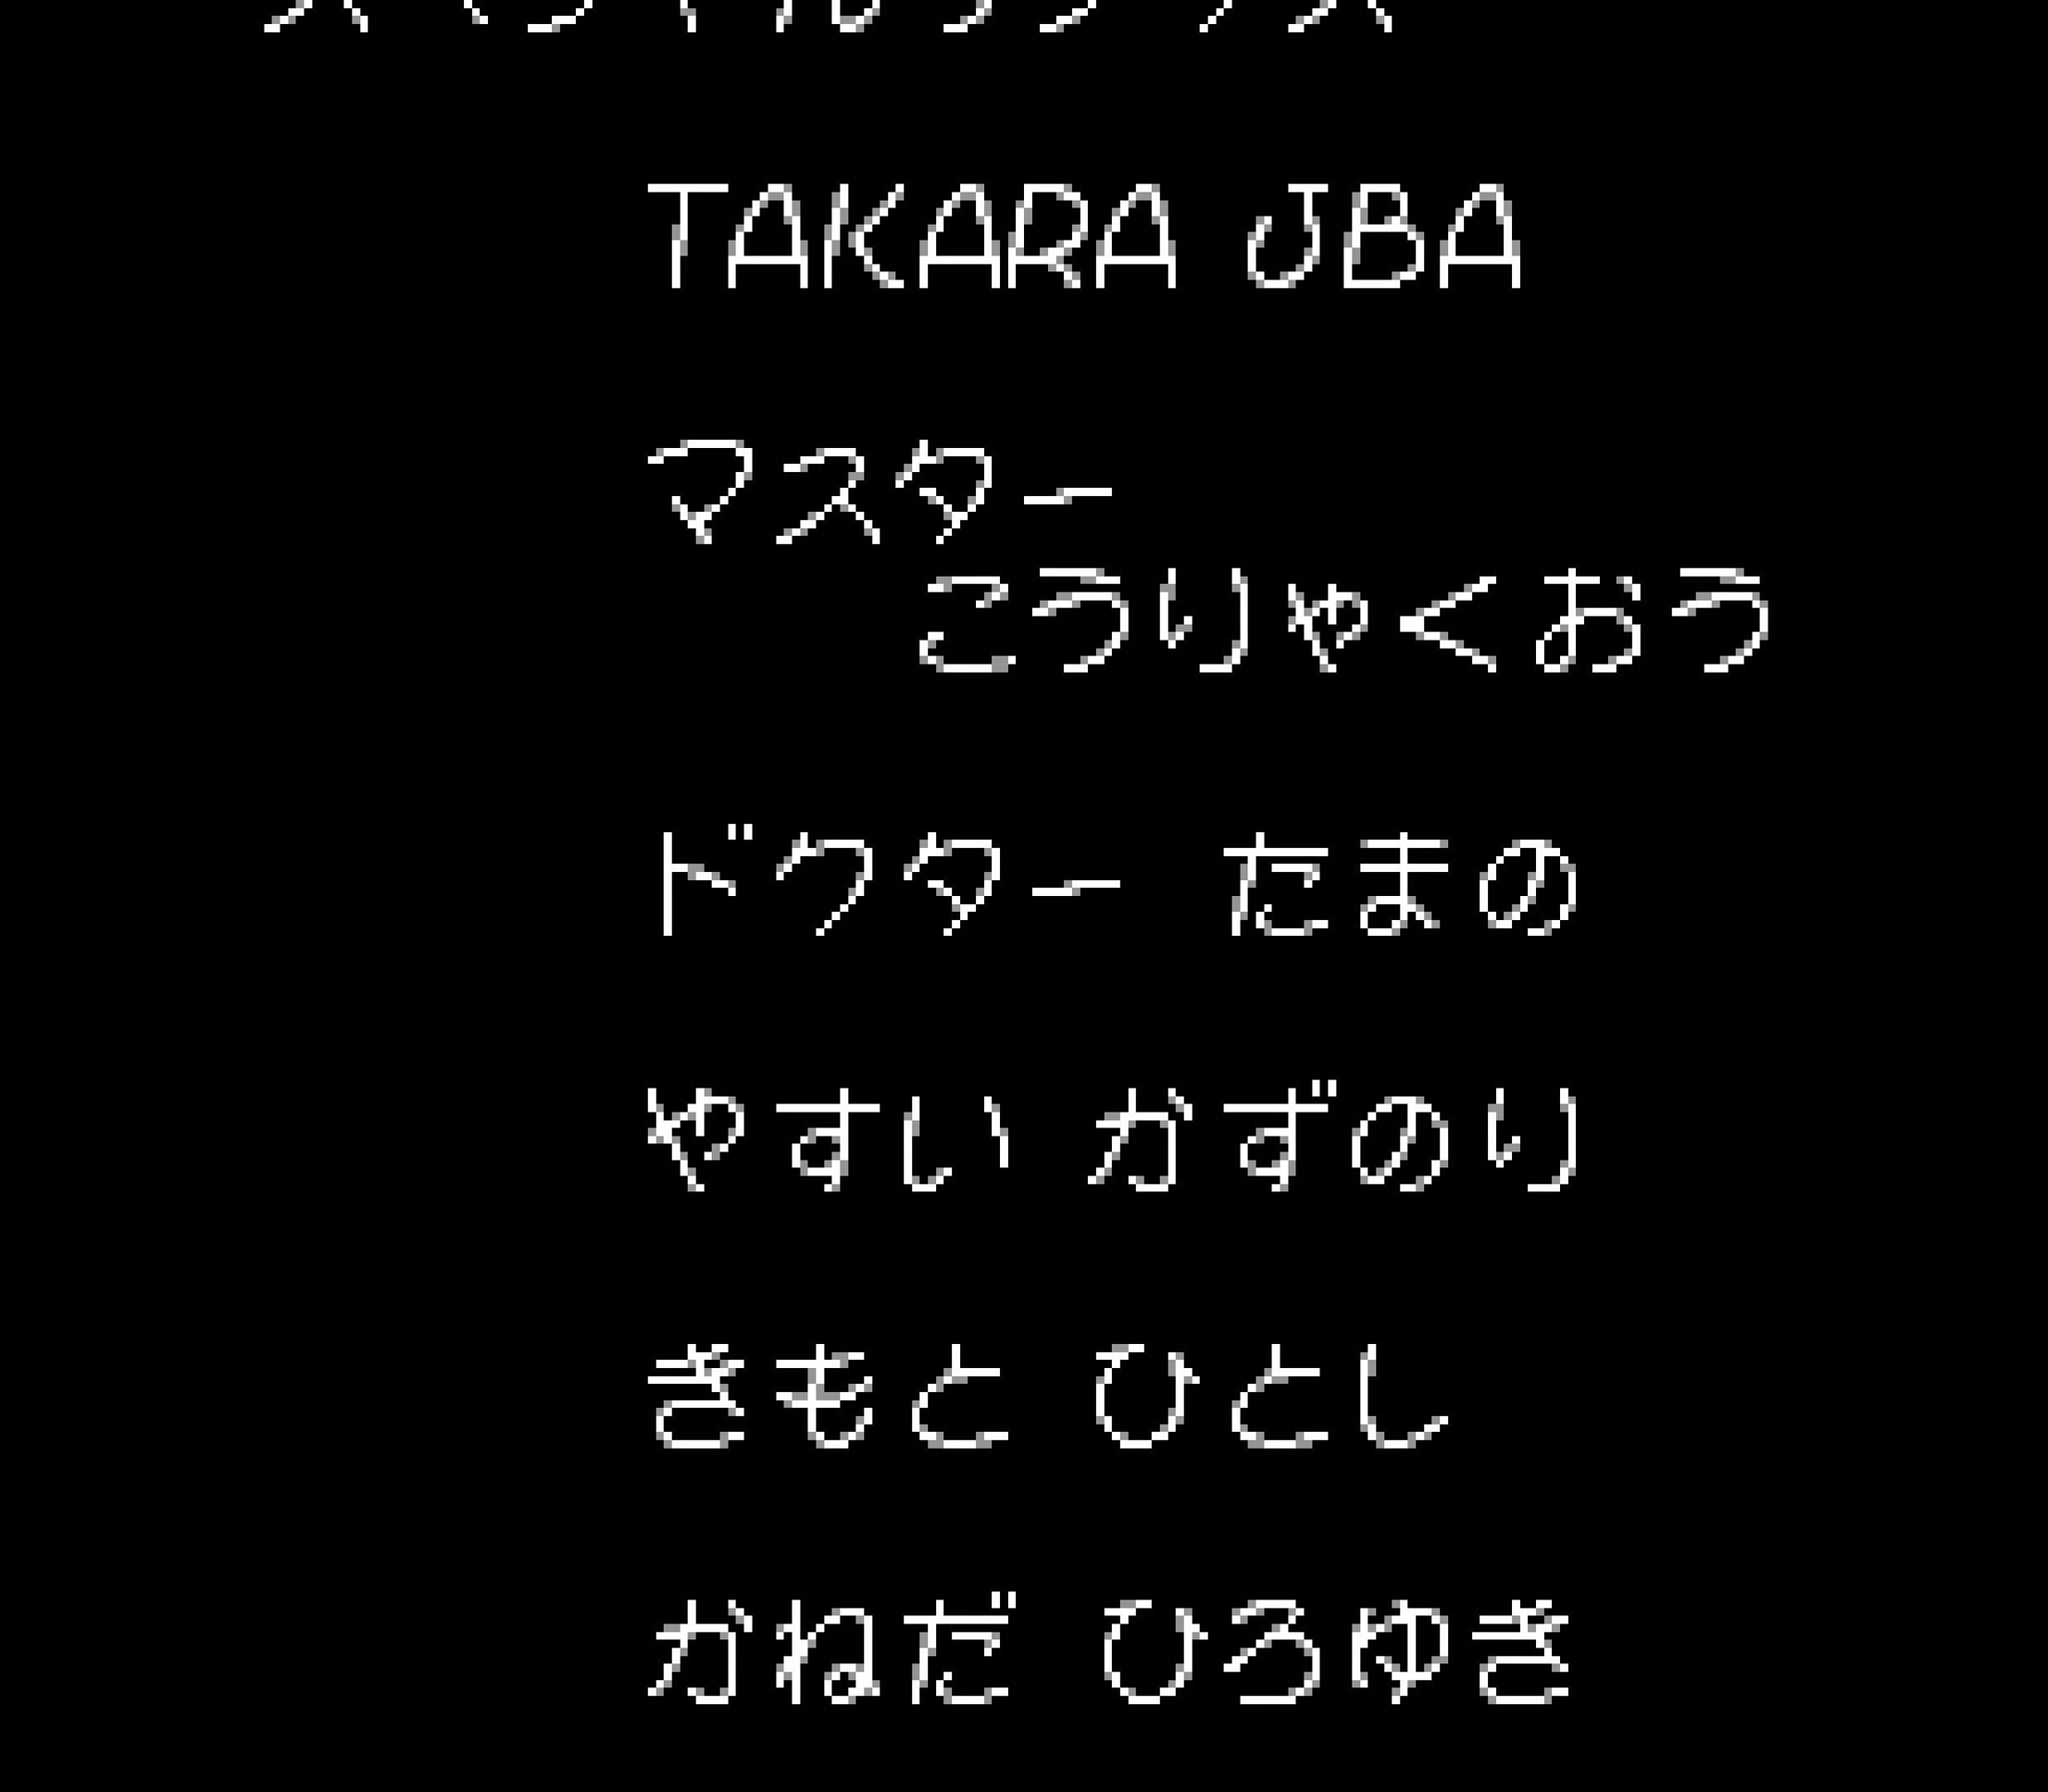 TAKARA JBA
マスター
こうりゃくおう
ドクター たまの
やすい かずのり
きもと ひとし
かねだ ひろゆき